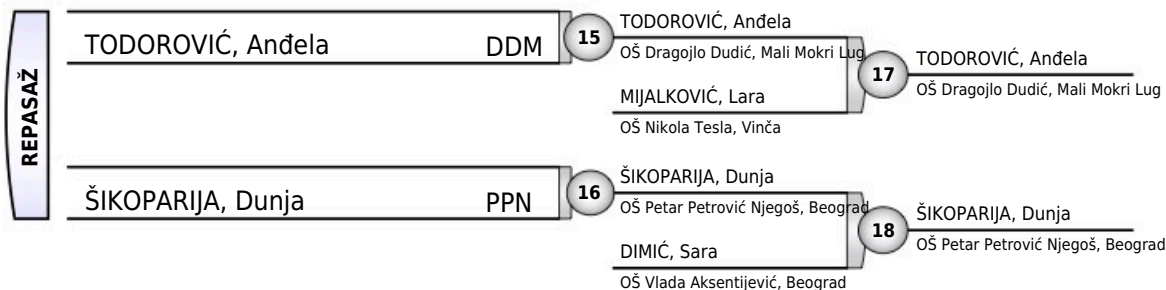 REPASAŽ
TODOROVIĆ, Anđela DDM
15
TODOROVIĆ, Anđela
OŠ Dragojlo Dudić, Mali Mokri Lug
MIJALKOVIĆ, Lara
OŠ Nikola Tesla, Vinča
17
TODOROVIĆ, Anđela
OŠ Dragojlo Dudić, Mali Mokri Lug
ŠIKOPARIJA, Dunja PPN
16
ŠIKOPARIJA, Dunja
OŠ Petar Petrović Njegoš, Beograd
DIMIĆ, Sara
OŠ Vlada Aksentijević, Beograd
18
ŠIKOPARIJA, Dunja
OŠ Petar Petrović Njegoš, Beograd